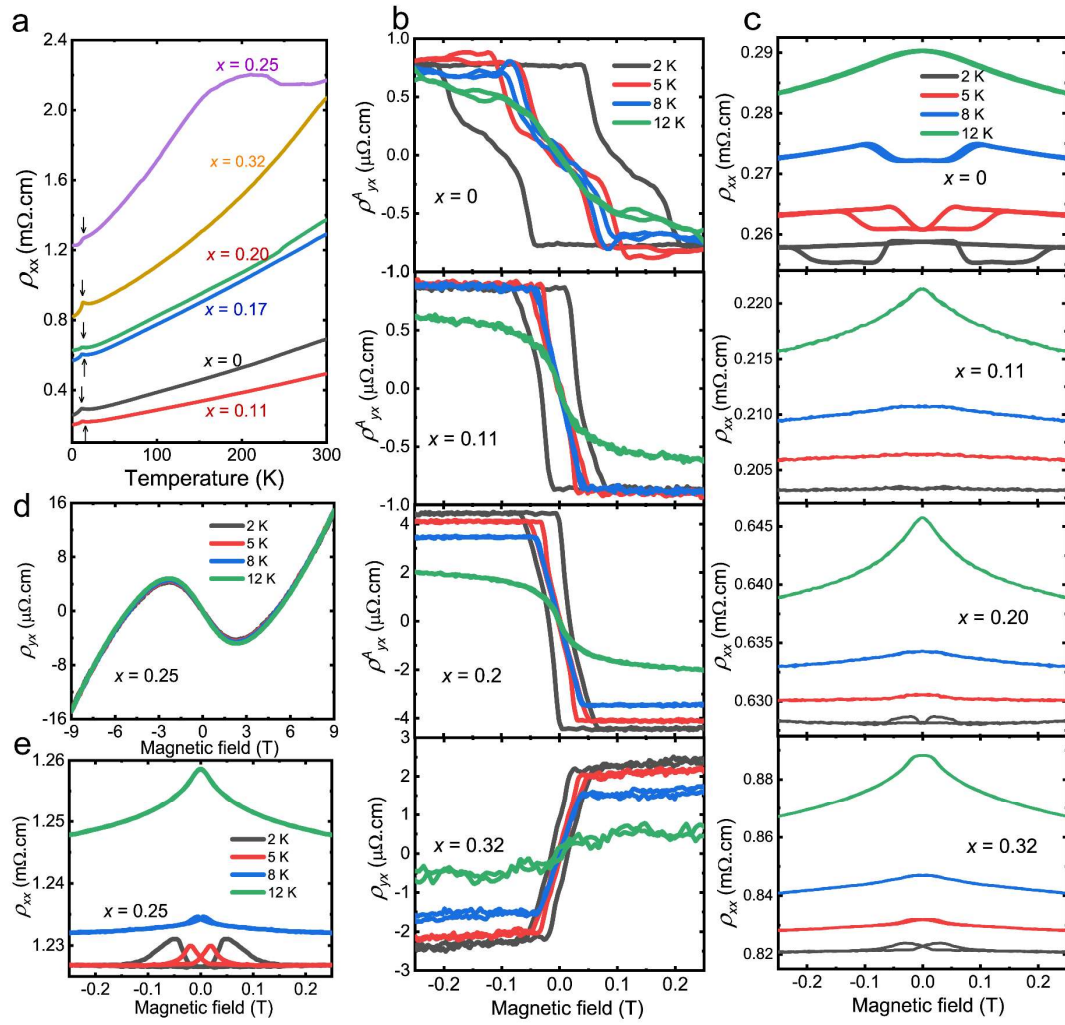 a
2.4
2.0
1.6
1.2
0.8
0.4
ρxx (mΩ.cm)
x = 0.25
x = 0.32
x = 0.20
x = 0.17
x = 0
x = 0.11
0 100 200 300
Temperature (K)
b
1.0
0.5
0.0
-0.5
-1.0
ρAyx (μΩ.cm)
2 K
5 K
8 K
12 K
x = 0
0.5
0.0
-0.5
-1.0
ρAyx (μΩ.cm)
x = 0.11
4
2
0
-2
-4
ρAyx (μΩ.cm)
x = 0.2
3
2
1
0
-1
-2
-3
ρyx (μΩ.cm)
x = 0.32
-0.2 -0.1 0.0 0.1 0.2
Magnetic field (T)
c
0.29
0.28
0.27
0.26
ρxx (mΩ.cm)
2 K
5 K
8 K
12 K
x = 0
0.220
0.215
0.210
0.205
ρxx (mΩ.cm)
x = 0.11
0.645
0.640
0.635
0.630
ρxx (mΩ.cm)
x = 0.20
0.88
0.86
0.84
0.82
ρxx (mΩ.cm)
x = 0.32
-0.2 -0.1 0.0 0.1 0.2
Magnetic field (T)
d
16
8
0
-8
-16
ρyx (μΩ.cm)
2 K
5 K
8 K
12 K
x = 0.25
-9 -6 -3 0 3 6 9
Magnetic field (T)
e
1.26
1.25
1.24
1.23
ρxx (mΩ.cm)
2 K
5 K
8 K
12 K
x = 0.25
-0.2 -0.1 0.0 0.1 0.2
Magnetic field (T)